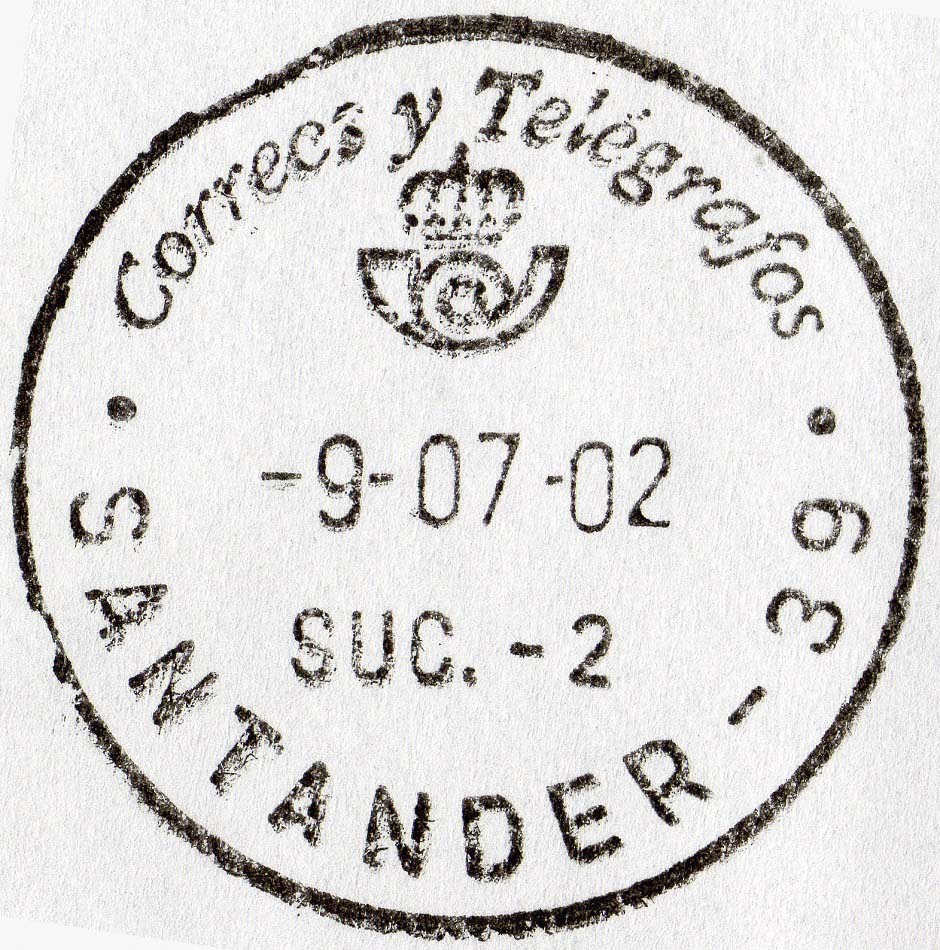 Correos y Telégrafos
-9-07-02
SUC. -2
SANTANDER-39